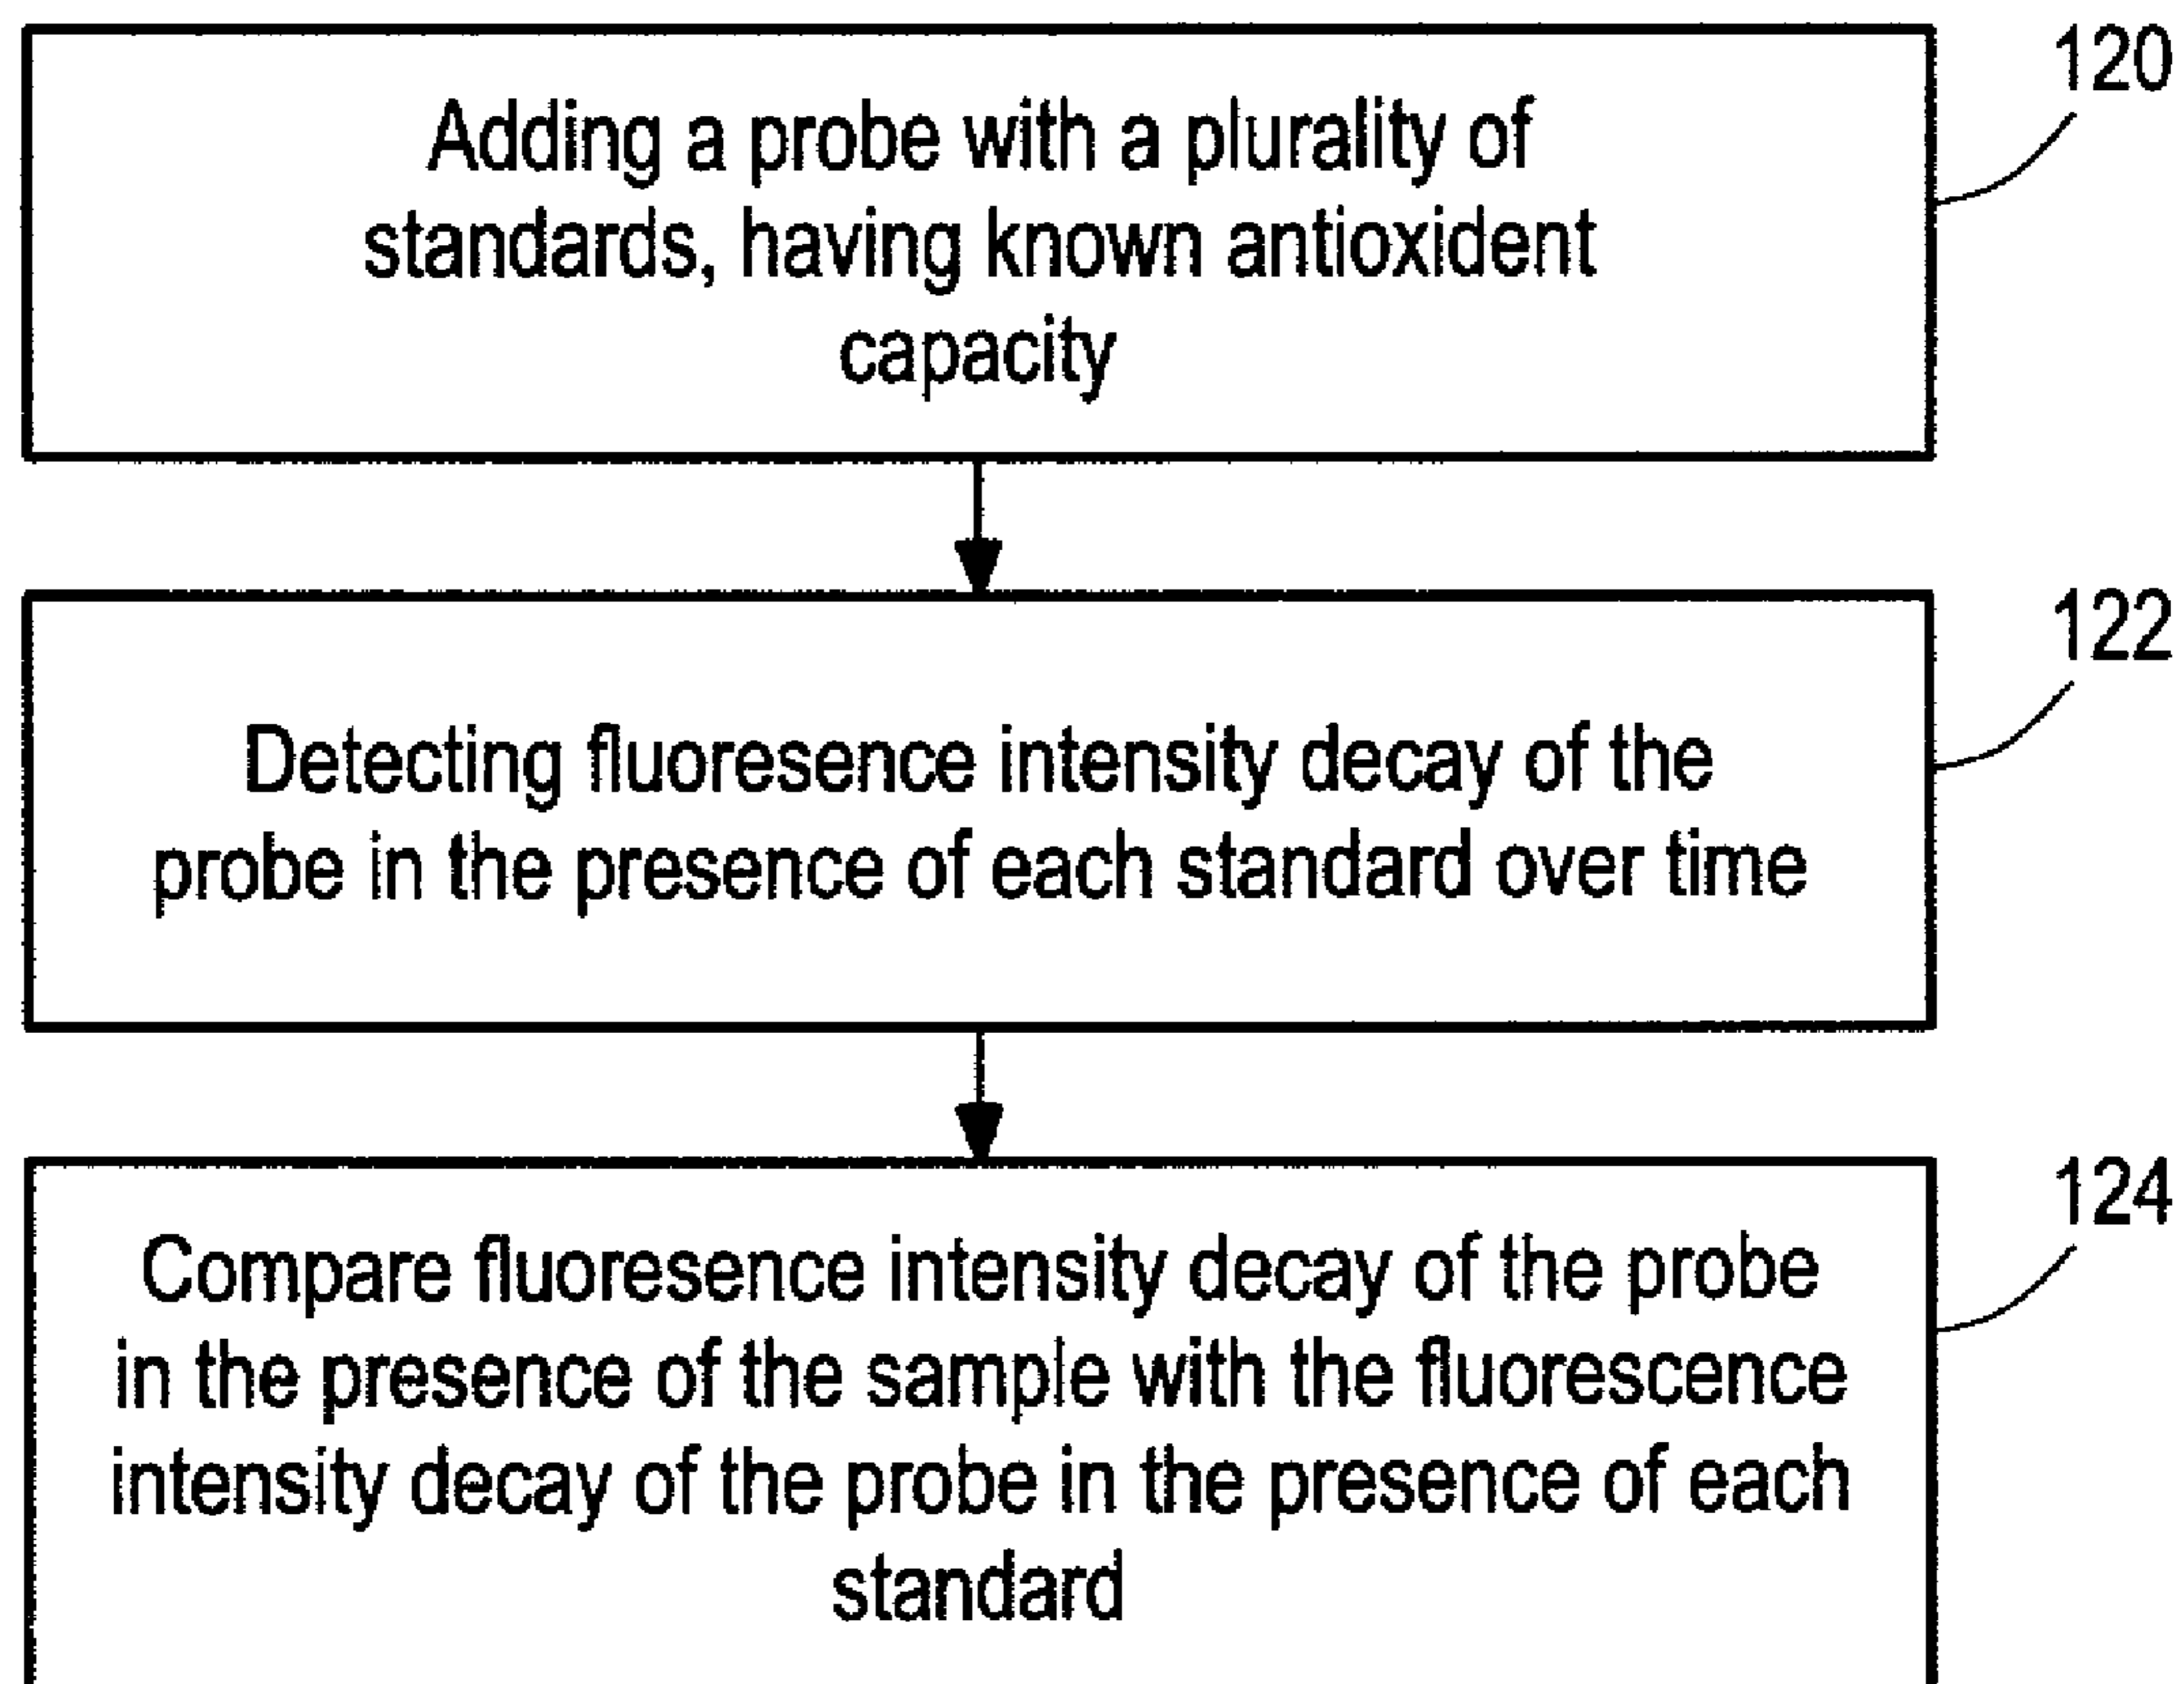 120
Adding a probe with a plurality of
standards, having known antioxident
capacity
122
Detecting fluoresence intensity decay of the
probe in the presence of each standard over time
124
Compare fluoresence intensity decay of the probe
in the presence of the sample with the fluorescence
intensity decay of the probe in the presence of each
standard